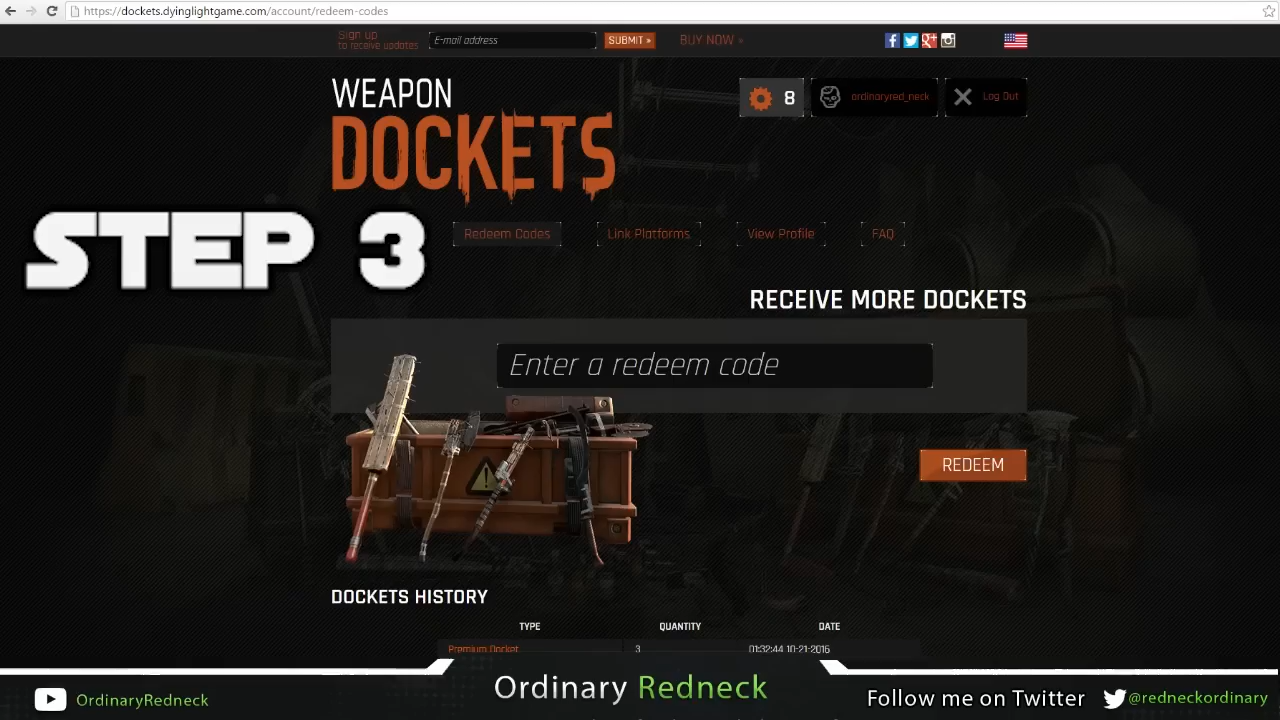 https://dockets.dyinglightgame.com/account/redeem-codes
Sign up
to receive updates
E-mail address
SUBMIT »
BUY NOW »
8
ordinaryred_neck
Log Out
WEAPON
DOCKETS
STEP 3
Redeem Codes
Link Platforms
View Profile
FAQ
RECEIVE MORE DOCKETS
Enter a redeem code
REDEEM
DOCKETS HISTORY
TYPE QUANTITY DATE
Premium Docket 3 01:32:44 10-21-2016
OrdinaryRedneck
Ordinary Redneck
Follow me on Twitter
@redneckordinary